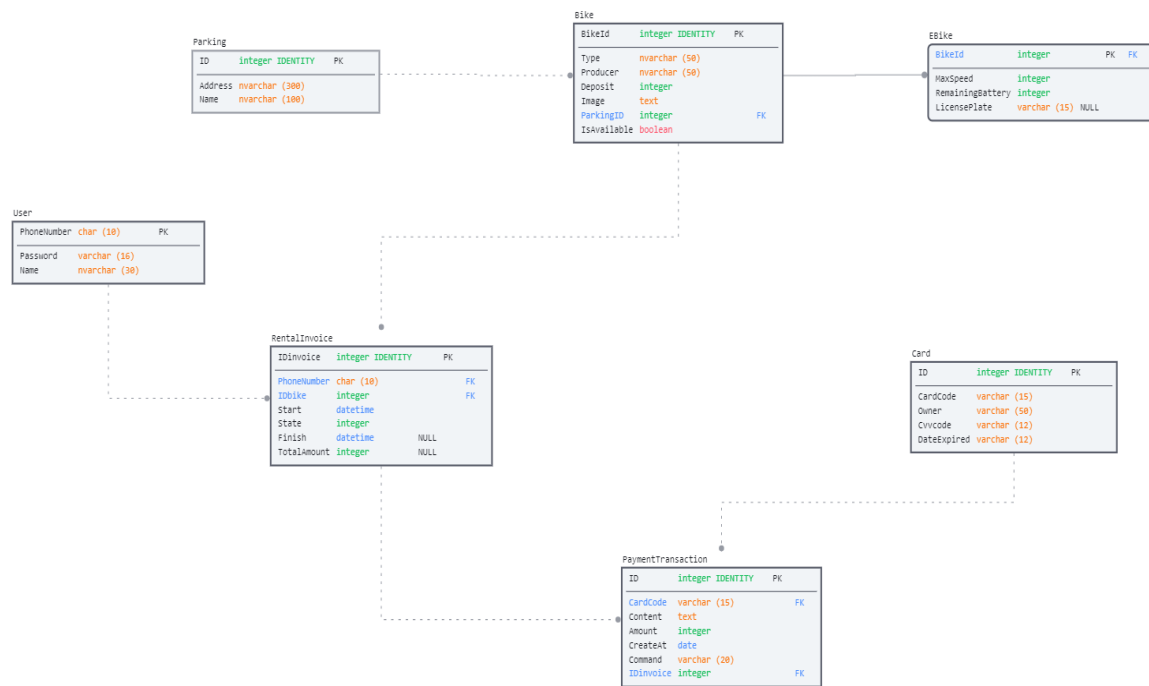 Parking
ID integer IDENTITY PK
Address nvarchar (300)
Name nvarchar (100)
Bike
BikeId integer IDENTITY PK
Type nvarchar (50)
Producer nvarchar (50)
Deposit integer
Image text
ParkingID integer FK
IsAvailable boolean
EBike
BikeId integer PK FK
MaxSpeed integer
RemainingBattery integer
LicensePlate varchar (15) NULL
User
PhoneNumber char (10) PK
Password varchar (16)
Name nvarchar (30)
RentalInvoice
IDinvoice integer IDENTITY PK
PhoneNumber char (10) FK
IDbike integer FK
Start datetime
State integer
Finish datetime NULL
TotalAmount integer NULL
Card
ID integer IDENTITY PK
CardCode varchar (15)
Owner varchar (50)
Cvvcode varchar (12)
DateExpired varchar (12)
PaymentTransaction
ID integer IDENTITY PK
CardCode varchar (15) FK
Content text
Amount integer
CreateAt date
Command varchar (20)
IDinvoice integer FK